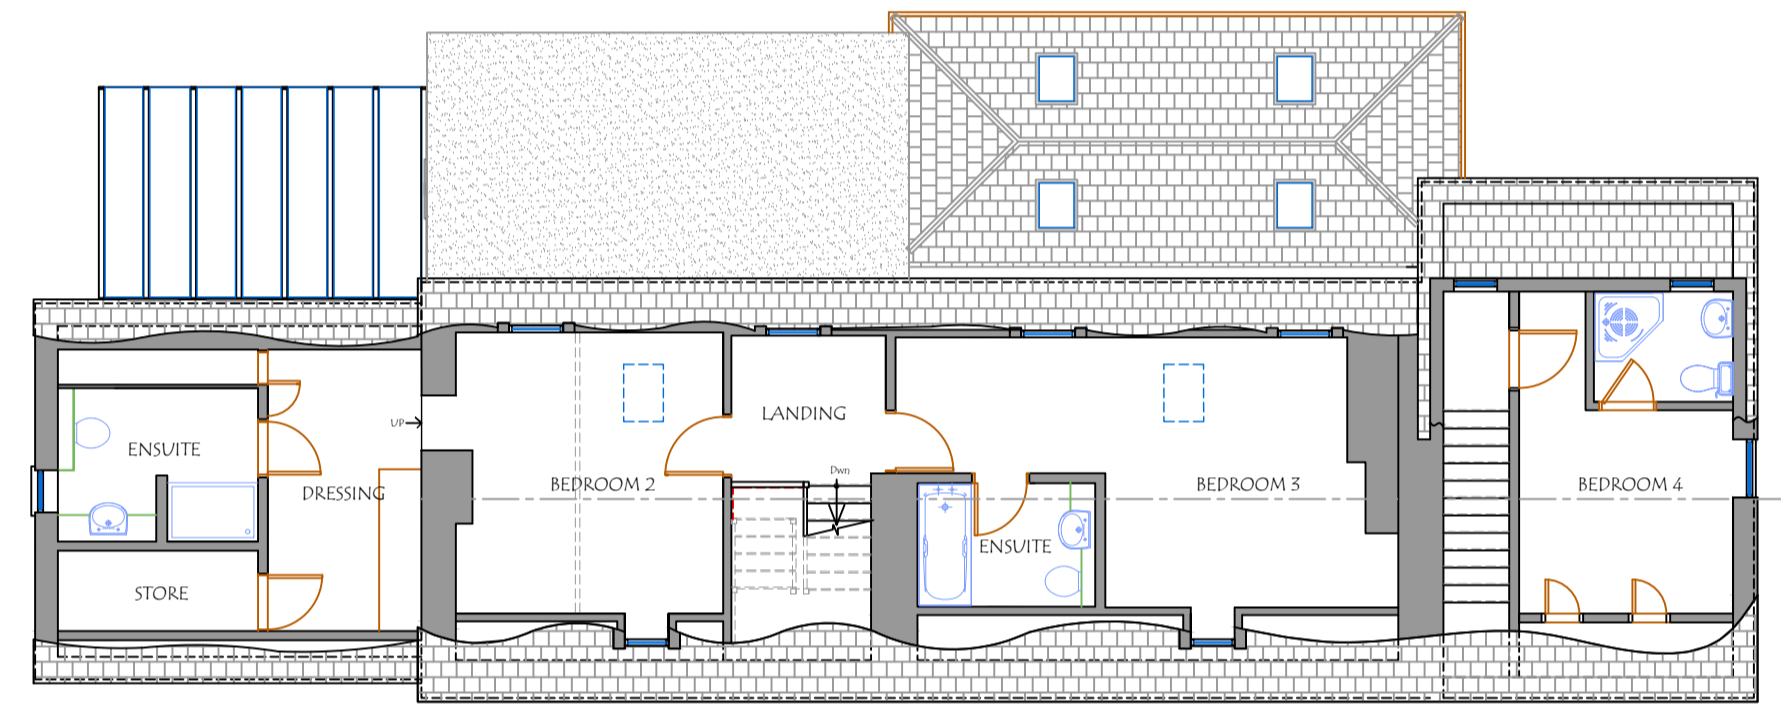 UP
ENSUITE
DRESSING
STORE
BEDROOM 2
LANDING
Dwn
ENSUITE
BEDROOM 3
BEDROOM 4